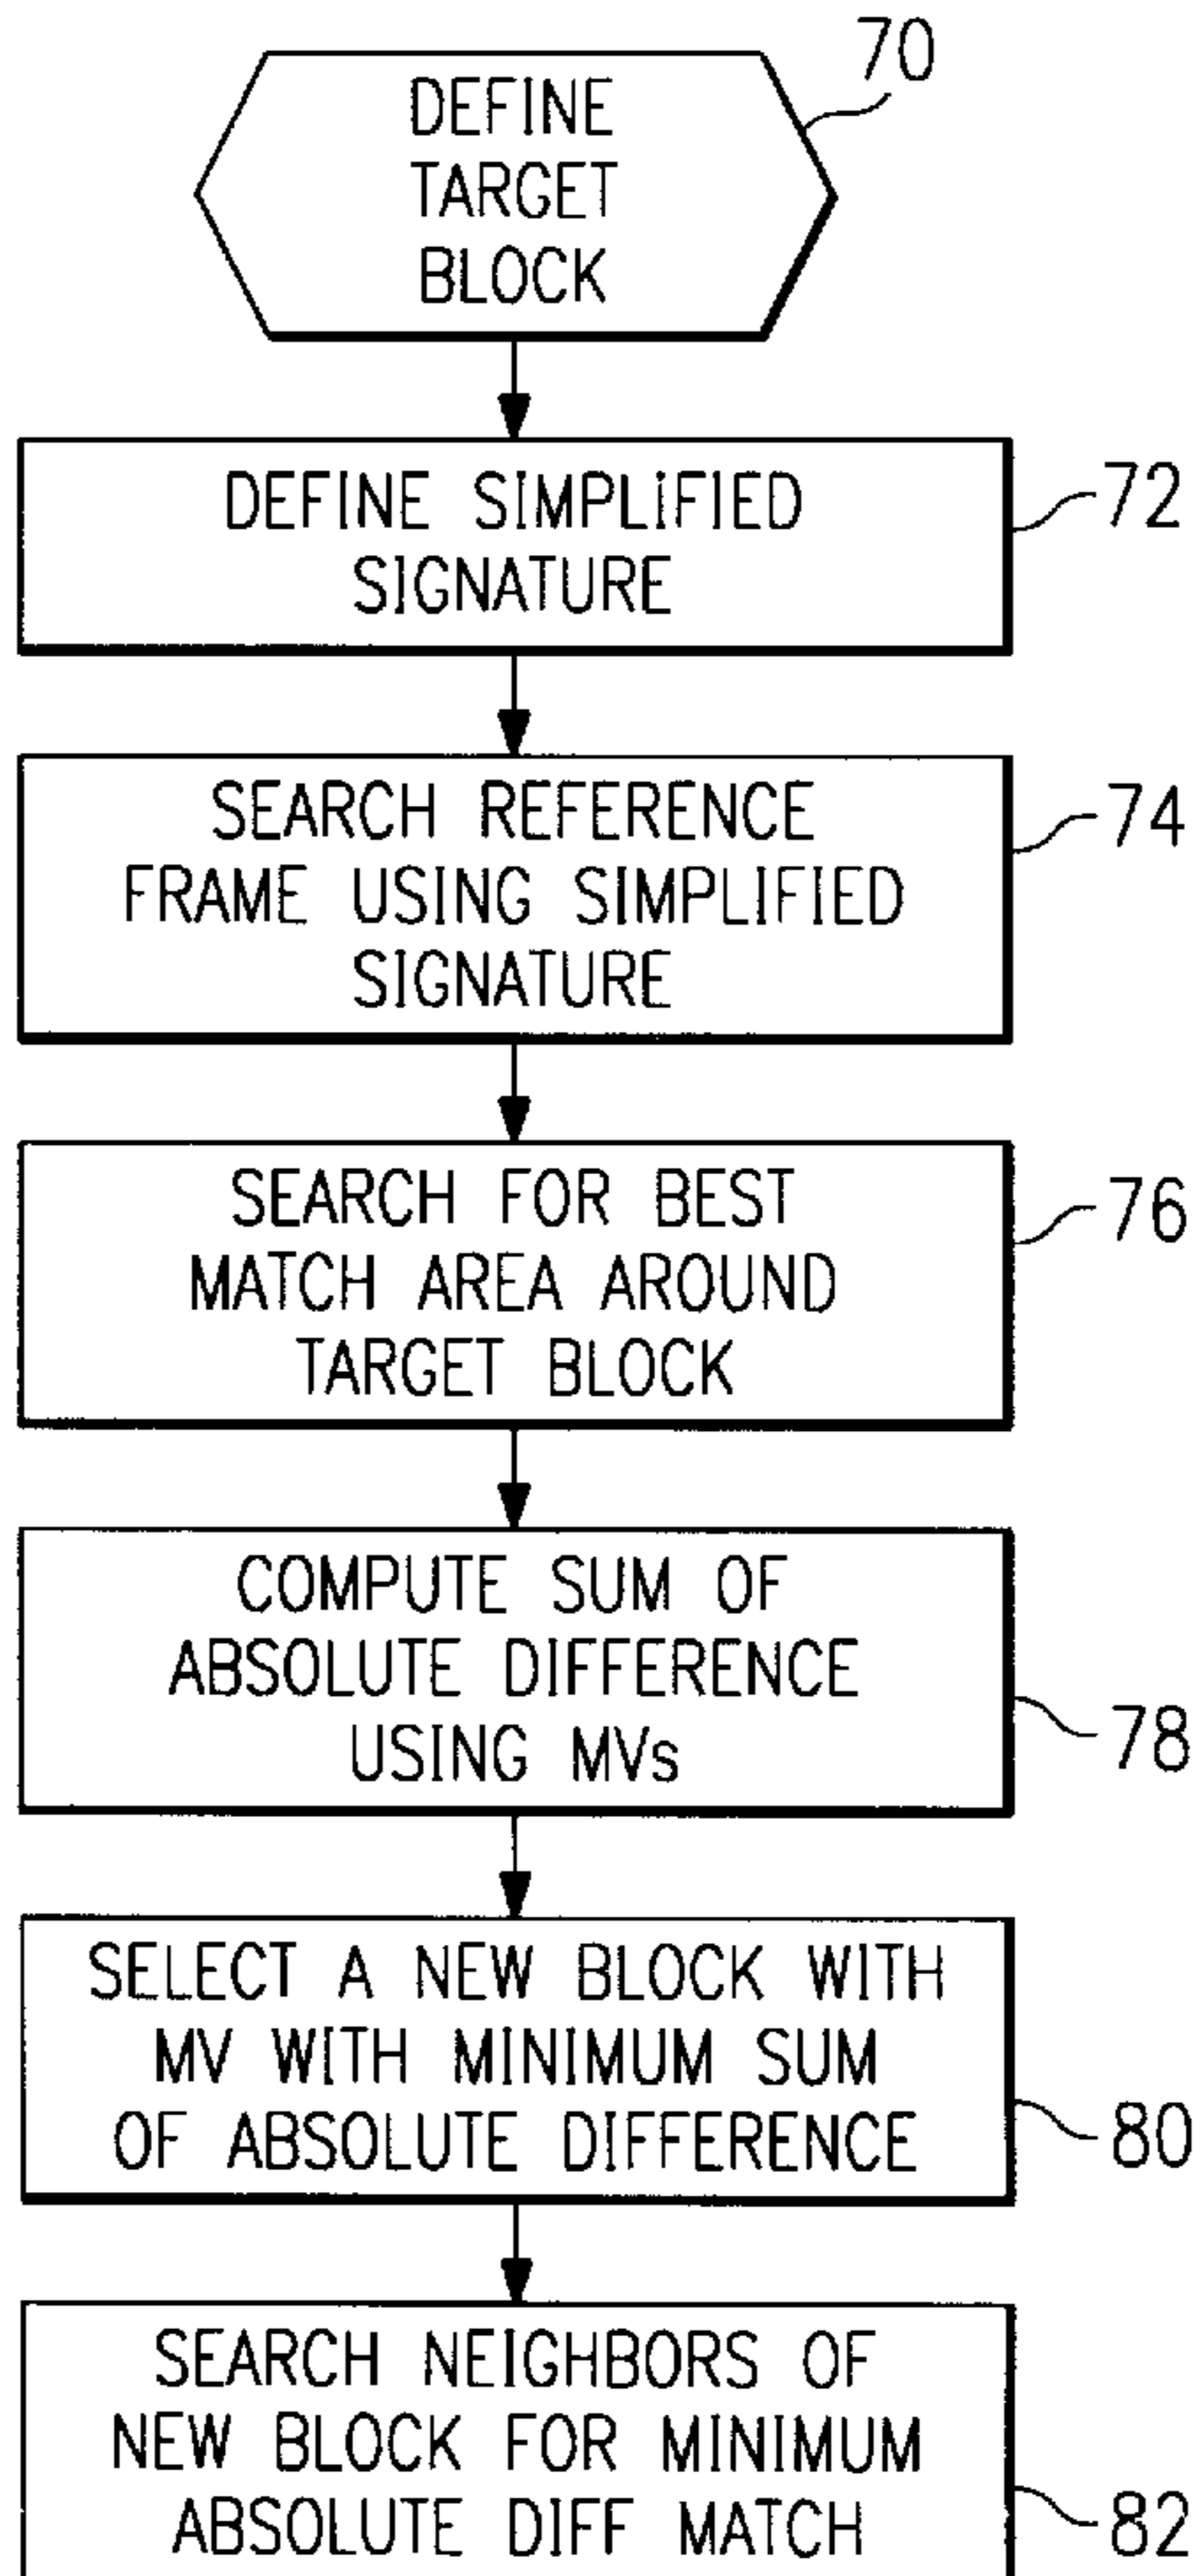 70
DEFINE
TARGET
BLOCK
DEFINE SIMPLIFIED
SIGNATURE
72
SEARCH REFERENCE
FRAME USING SIMPLIFIED
SIGNATURE
74
SEARCH FOR BEST
MATCH AREA AROUND
TARGET BLOCK
76
COMPUTE SUM OF
ABSOLUTE DIFFERENCE
USING MVs
78
SELECT A NEW BLOCK WITH
MV WITH MINIMUM SUM
OF ABSOLUTE DIFFERENCE
80
SEARCH NEIGHBORS OF
NEW BLOCK FOR MINIMUM
ABSOLUTE DIFF MATCH
82